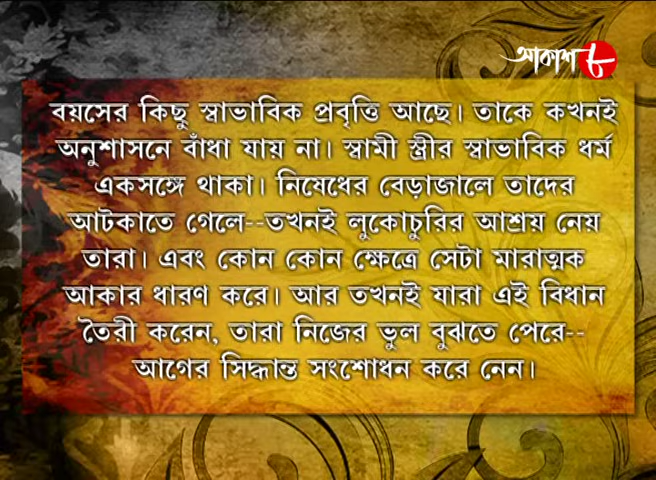 আকাশ ৮
বয়সের কিছু স্বাভাবিক প্রবৃত্তি আছে। তাকে কখনই
অনুশাসনে বাঁধা যায় না। স্বামী স্ত্রীর স্বাভাবিক ধর্ম
একসঙ্গে থাকা। নিষেধের বেড়াজালে তাদের
আটকাতে গেলে--তখনই লুকোচুরির আশ্রয় নেয়
তারা। এবং কোন কোন ক্ষেত্রে সেটা মারাত্মক
আকার ধারণ করে। আর তখনই যারা এই বিধান
তৈরী করেন, তারা নিজের ভুল বুঝতে পেরে--
আগের সিদ্ধান্ত সংশোধন করে নেন।